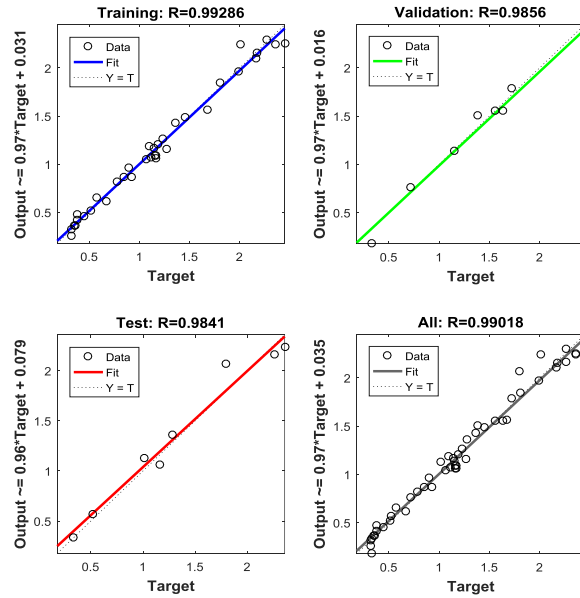 Training: R=0.99286
Output ~= 0.97*Target + 0.031
Data
Fit
Y = T
2
1.5
1
0.5
0.5
1
1.5
2
Target
Validation: R=0.9856
Output ~= 0.97*Target + 0.016
Data
Fit
Y = T
2
1.5
1
0.5
0.5
1
1.5
2
Target
Test: R=0.9841
Output ~= 0.96*Target + 0.079
Data
Fit
Y = T
2
1.5
1
0.5
0.5
1
1.5
2
Target
All: R=0.99018
Output ~= 0.97*Target + 0.035
Data
Fit
Y = T
2
1.5
1
0.5
0.5
1
1.5
2
Target